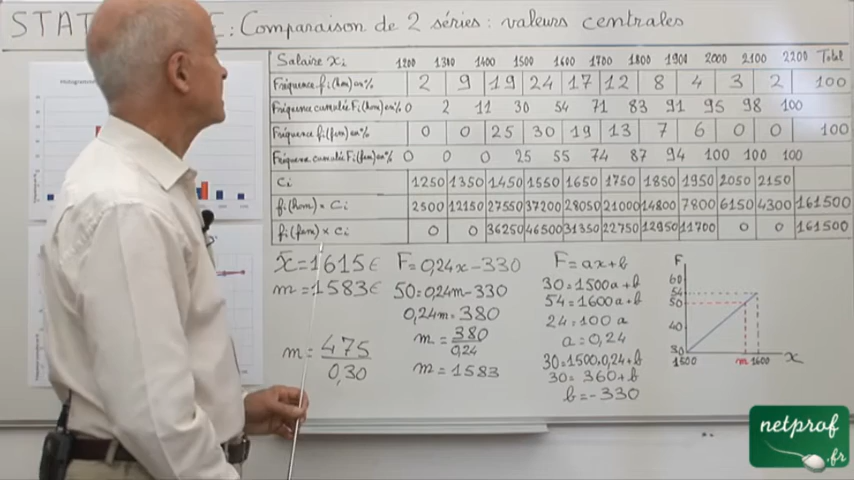 STAT E : Comparaison de 2 séries : valeurs centrales
Salaire xi 1200 1300 1400 1500 1600 1700 1800 1900 2000 2100 2200 Total
Fréquence fi(hom) en % 2 9 19 24 17 12 8 4 3 2 100
Fréquence cumulée Fi(hom) en % 0 2 11 30 54 71 83 91 95 98 100
Fréquence fi(fem) en % 0 0 25 30 19 13 7 6 0 0 100
Fréquence cumulée Fi(fem) en % 0 0 0 25 55 74 87 94 100 100 100
Ci 1250 1350 1450 1550 1650 1750 1850 1950 2050 2150
fi(hom) × Ci 2500 12150 27550 37200 28050 21000 14800 7800 6150 4300 161500
fi(fem) × Ci 0 0 36250 46500 31350 22750 12950 11700 0 0 161500
x̄ = 1615€
m = 1583€
m = 475
0,30
F = 0,24x - 330
50 = 0,24m - 330
0,24m = 380
m = 380
0,24
m = 1583
F = ax + b
30 = 1500a + b
54 = 1600a + b
24 = 100 a
a = 0,24
30 = 1500.0,24 + b
30 = 360 + b
b = -330
F
60
54
50
40
30
1500 m 1600 x
netprof
.fr